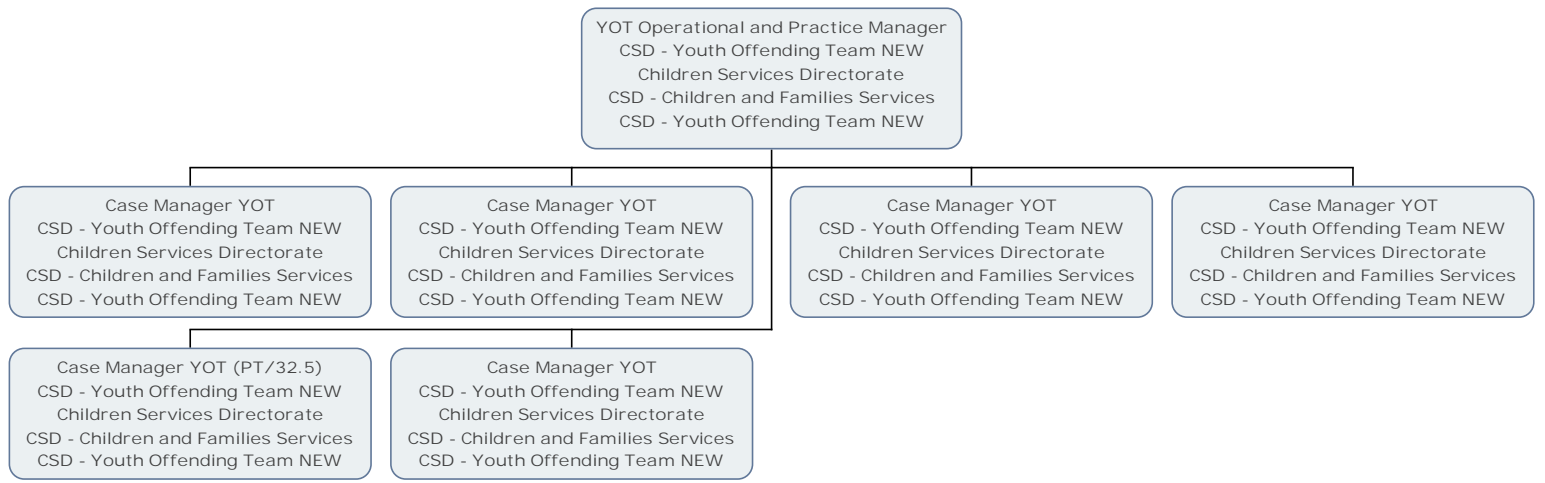 YOT Operational and Practice Manager
CSD - Youth Offending Team NEW
Children Services Directorate
CSD - Children and Families Services
CSD - Youth Offending Team NEW
Case Manager YOT
CSD - Youth Offending Team NEW
Children Services Directorate
CSD - Children and Families Services
CSD - Youth Offending Team NEW
Case Manager YOT
CSD - Youth Offending Team NEW
Children Services Directorate
CSD - Children and Families Services
CSD - Youth Offending Team NEW
Case Manager YOT
CSD - Youth Offending Team NEW
Children Services Directorate
CSD - Children and Families Services
CSD - Youth Offending Team NEW
Case Manager YOT
CSD - Youth Offending Team NEW
Children Services Directorate
CSD - Children and Families Services
CSD - Youth Offending Team NEW
Case Manager YOT (PT/32.5)
CSD - Youth Offending Team NEW
Children Services Directorate
CSD - Children and Families Services
CSD - Youth Offending Team NEW
Case Manager YOT
CSD - Youth Offending Team NEW
Children Services Directorate
CSD - Children and Families Services
CSD - Youth Offending Team NEW